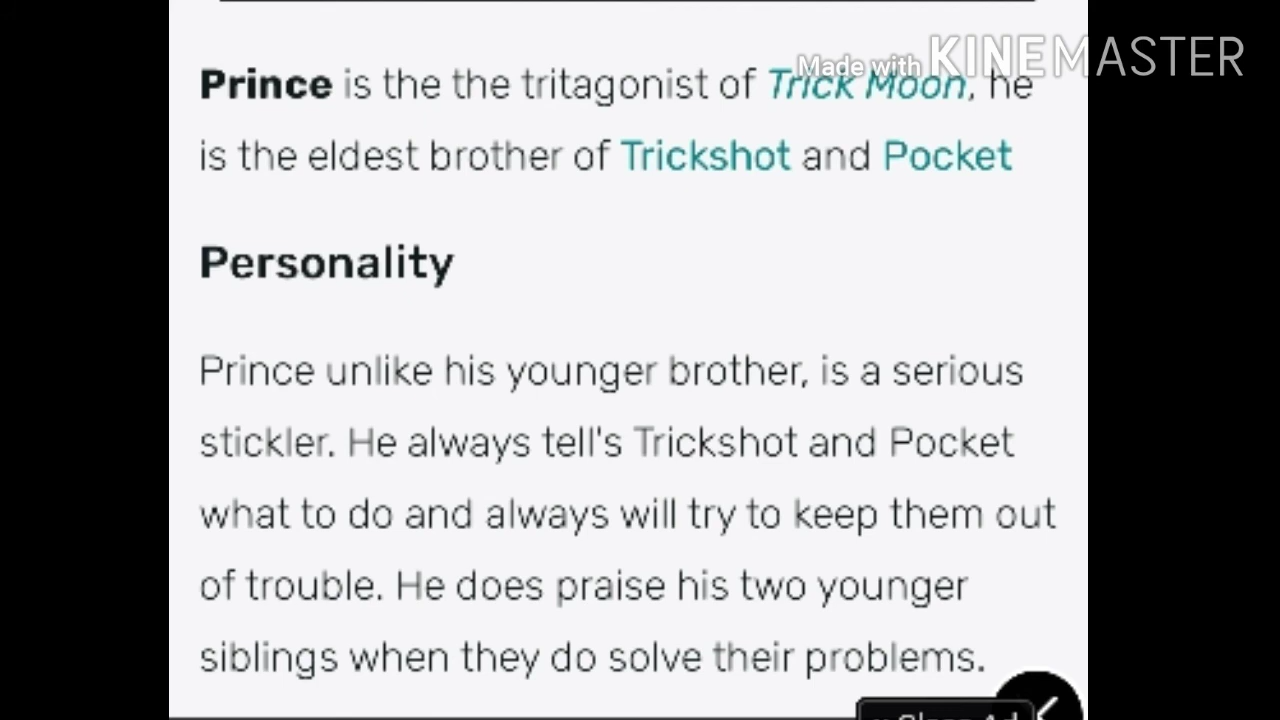 Made with KINEMASTER
Prince is the the tritagonist of Trick Moon, he
is the eldest brother of Trickshot and Pocket
Personality
Prince unlike his younger brother, is a serious
stickler. He always tell's Trickshot and Pocket
what to do and always will try to keep them out
of trouble. He does praise his two younger
siblings when they do solve their problems.